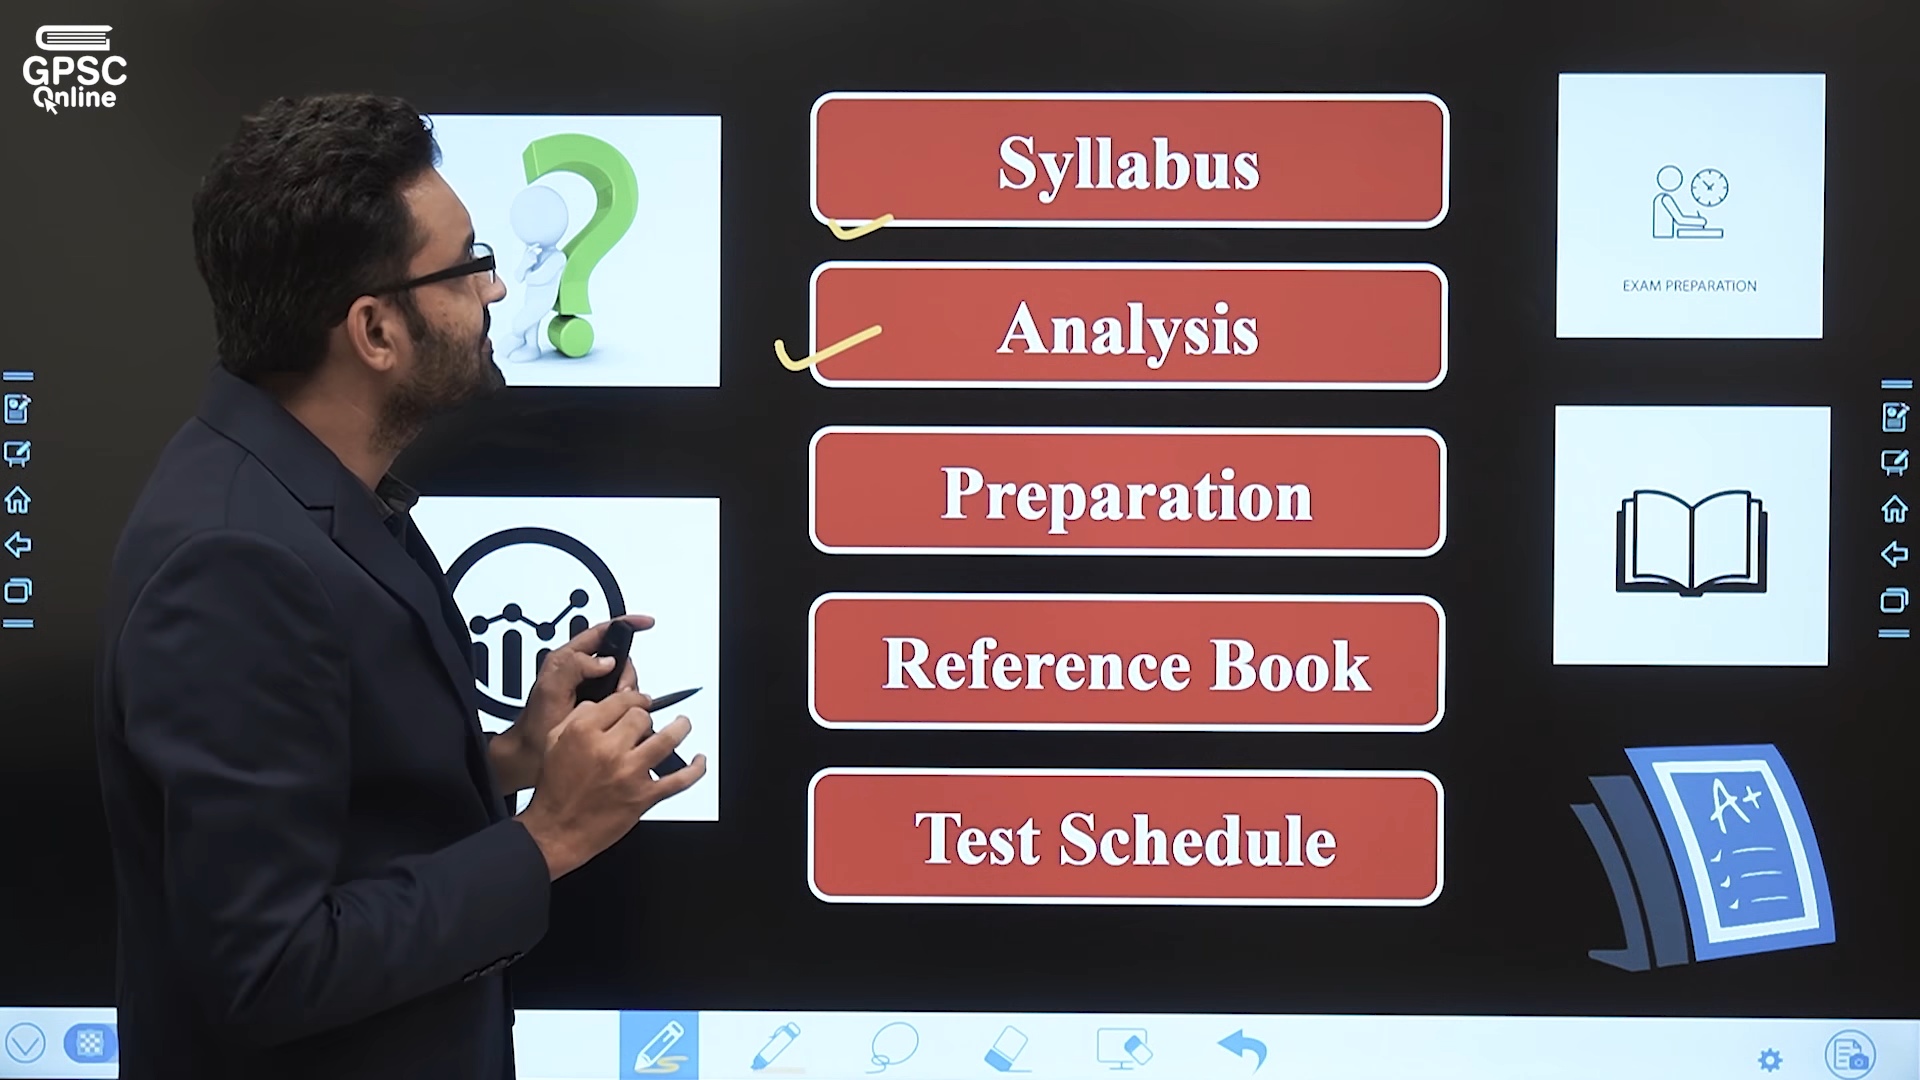 GPSC
Online
Syllabus
Analysis
Preparation
Reference Book
Test Schedule
EXAM PREPARATION
A+